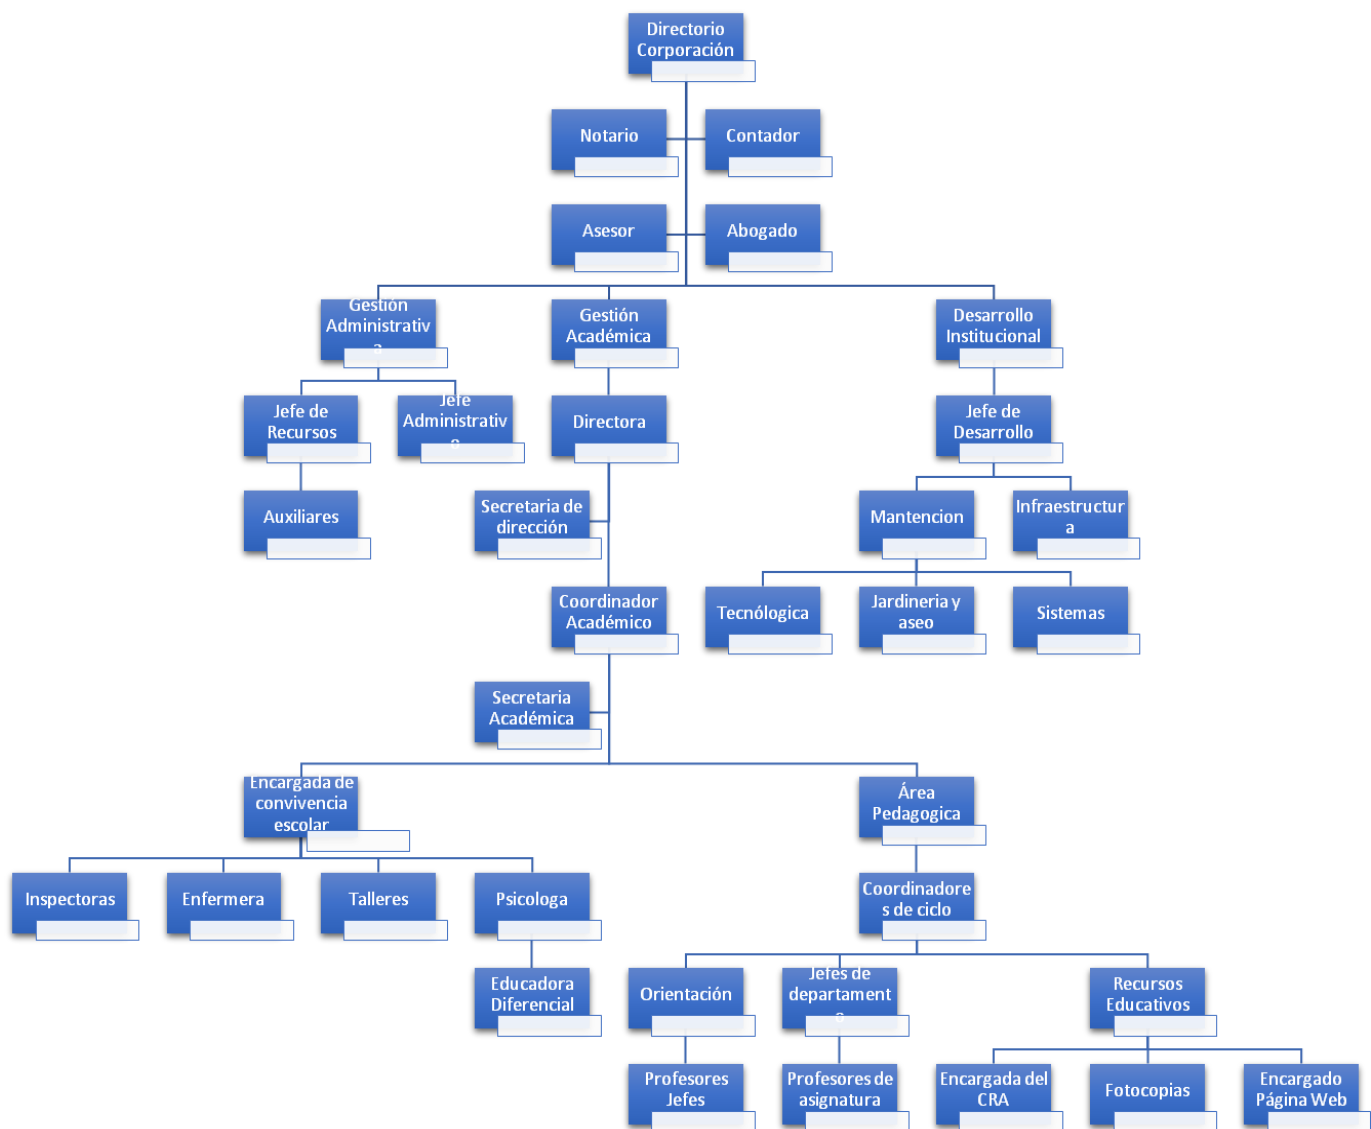 Directorio
Corporación
Notario
Contador
Asesor
Abogado
Gestión
Administrativ
a
Gestión
Académica
Desarrollo
Institucional
Jefe de
Recursos
Jefe
Administrativ
o
Directora
Jefe de
Desarrollo
Auxiliares
Secretaria de
dirección
Mantencion
Infraestructur
a
Coordinador
Académico
Tecnólogica
Jardineria y
aseo
Sistemas
Secretaria
Académica
Encargada de
convivencia
escolar
Área
Pedagogica
Inspectoras
Enfermera
Talleres
Psicologa
Coordinadore
s de ciclo
Educadora
Diferencial
Orientación
Jefes de
departament
o
Recursos
Educativos
Profesores
Jefes
Profesores de
asignatura
Encargada del
CRA
Fotocopias
Encargado
Página Web